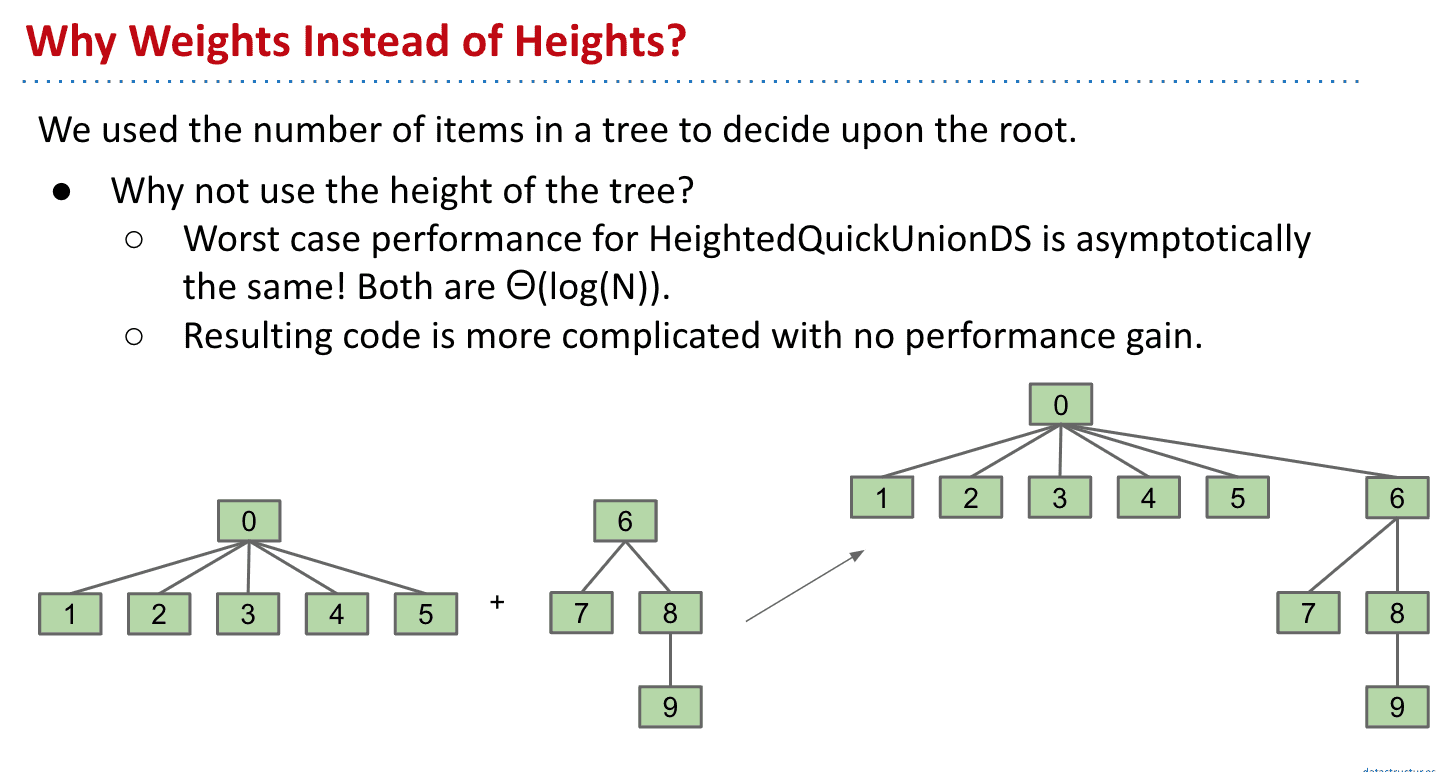 Why Weights Instead of Heights?
We used the number of items in a tree to decide upon the root.
● Why not use the height of the tree?
○ Worst case performance for HeightedQuickUnionDS is asymptotically
the same! Both are Θ(log(N)).
○ Resulting code is more complicated with no performance gain.
0
1 2 3 4 5 6
7 8
9
0
1 2 3 4 5
+
6
7 8
9